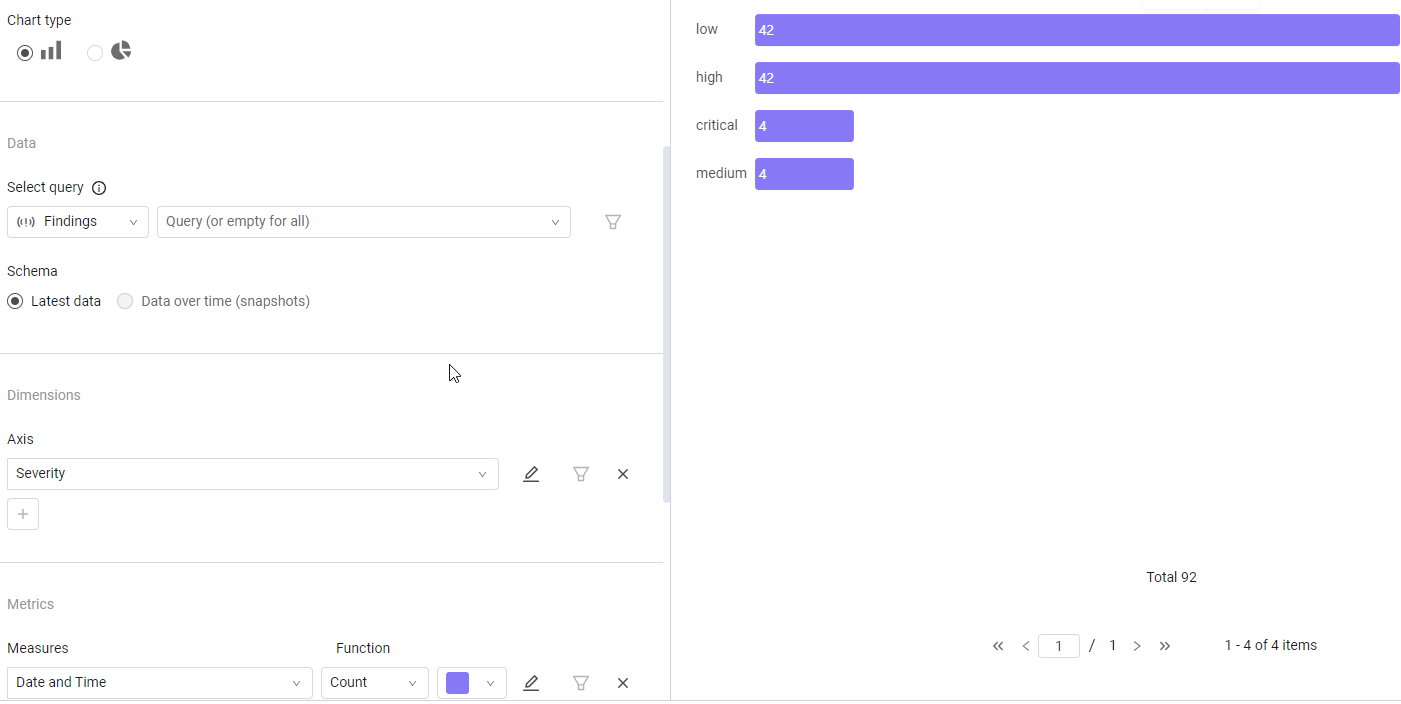 Chart type
Data
Select query
Findings
Query (or empty for all)
Schema
Latest data
Data over time (snapshots)
Dimensions
Axis
Severity
Metrics
Measures Function
Date and Time
Count
low 42
high 42
critical 4
medium 4
Total 92
1 / 1
1 - 4 of 4 items